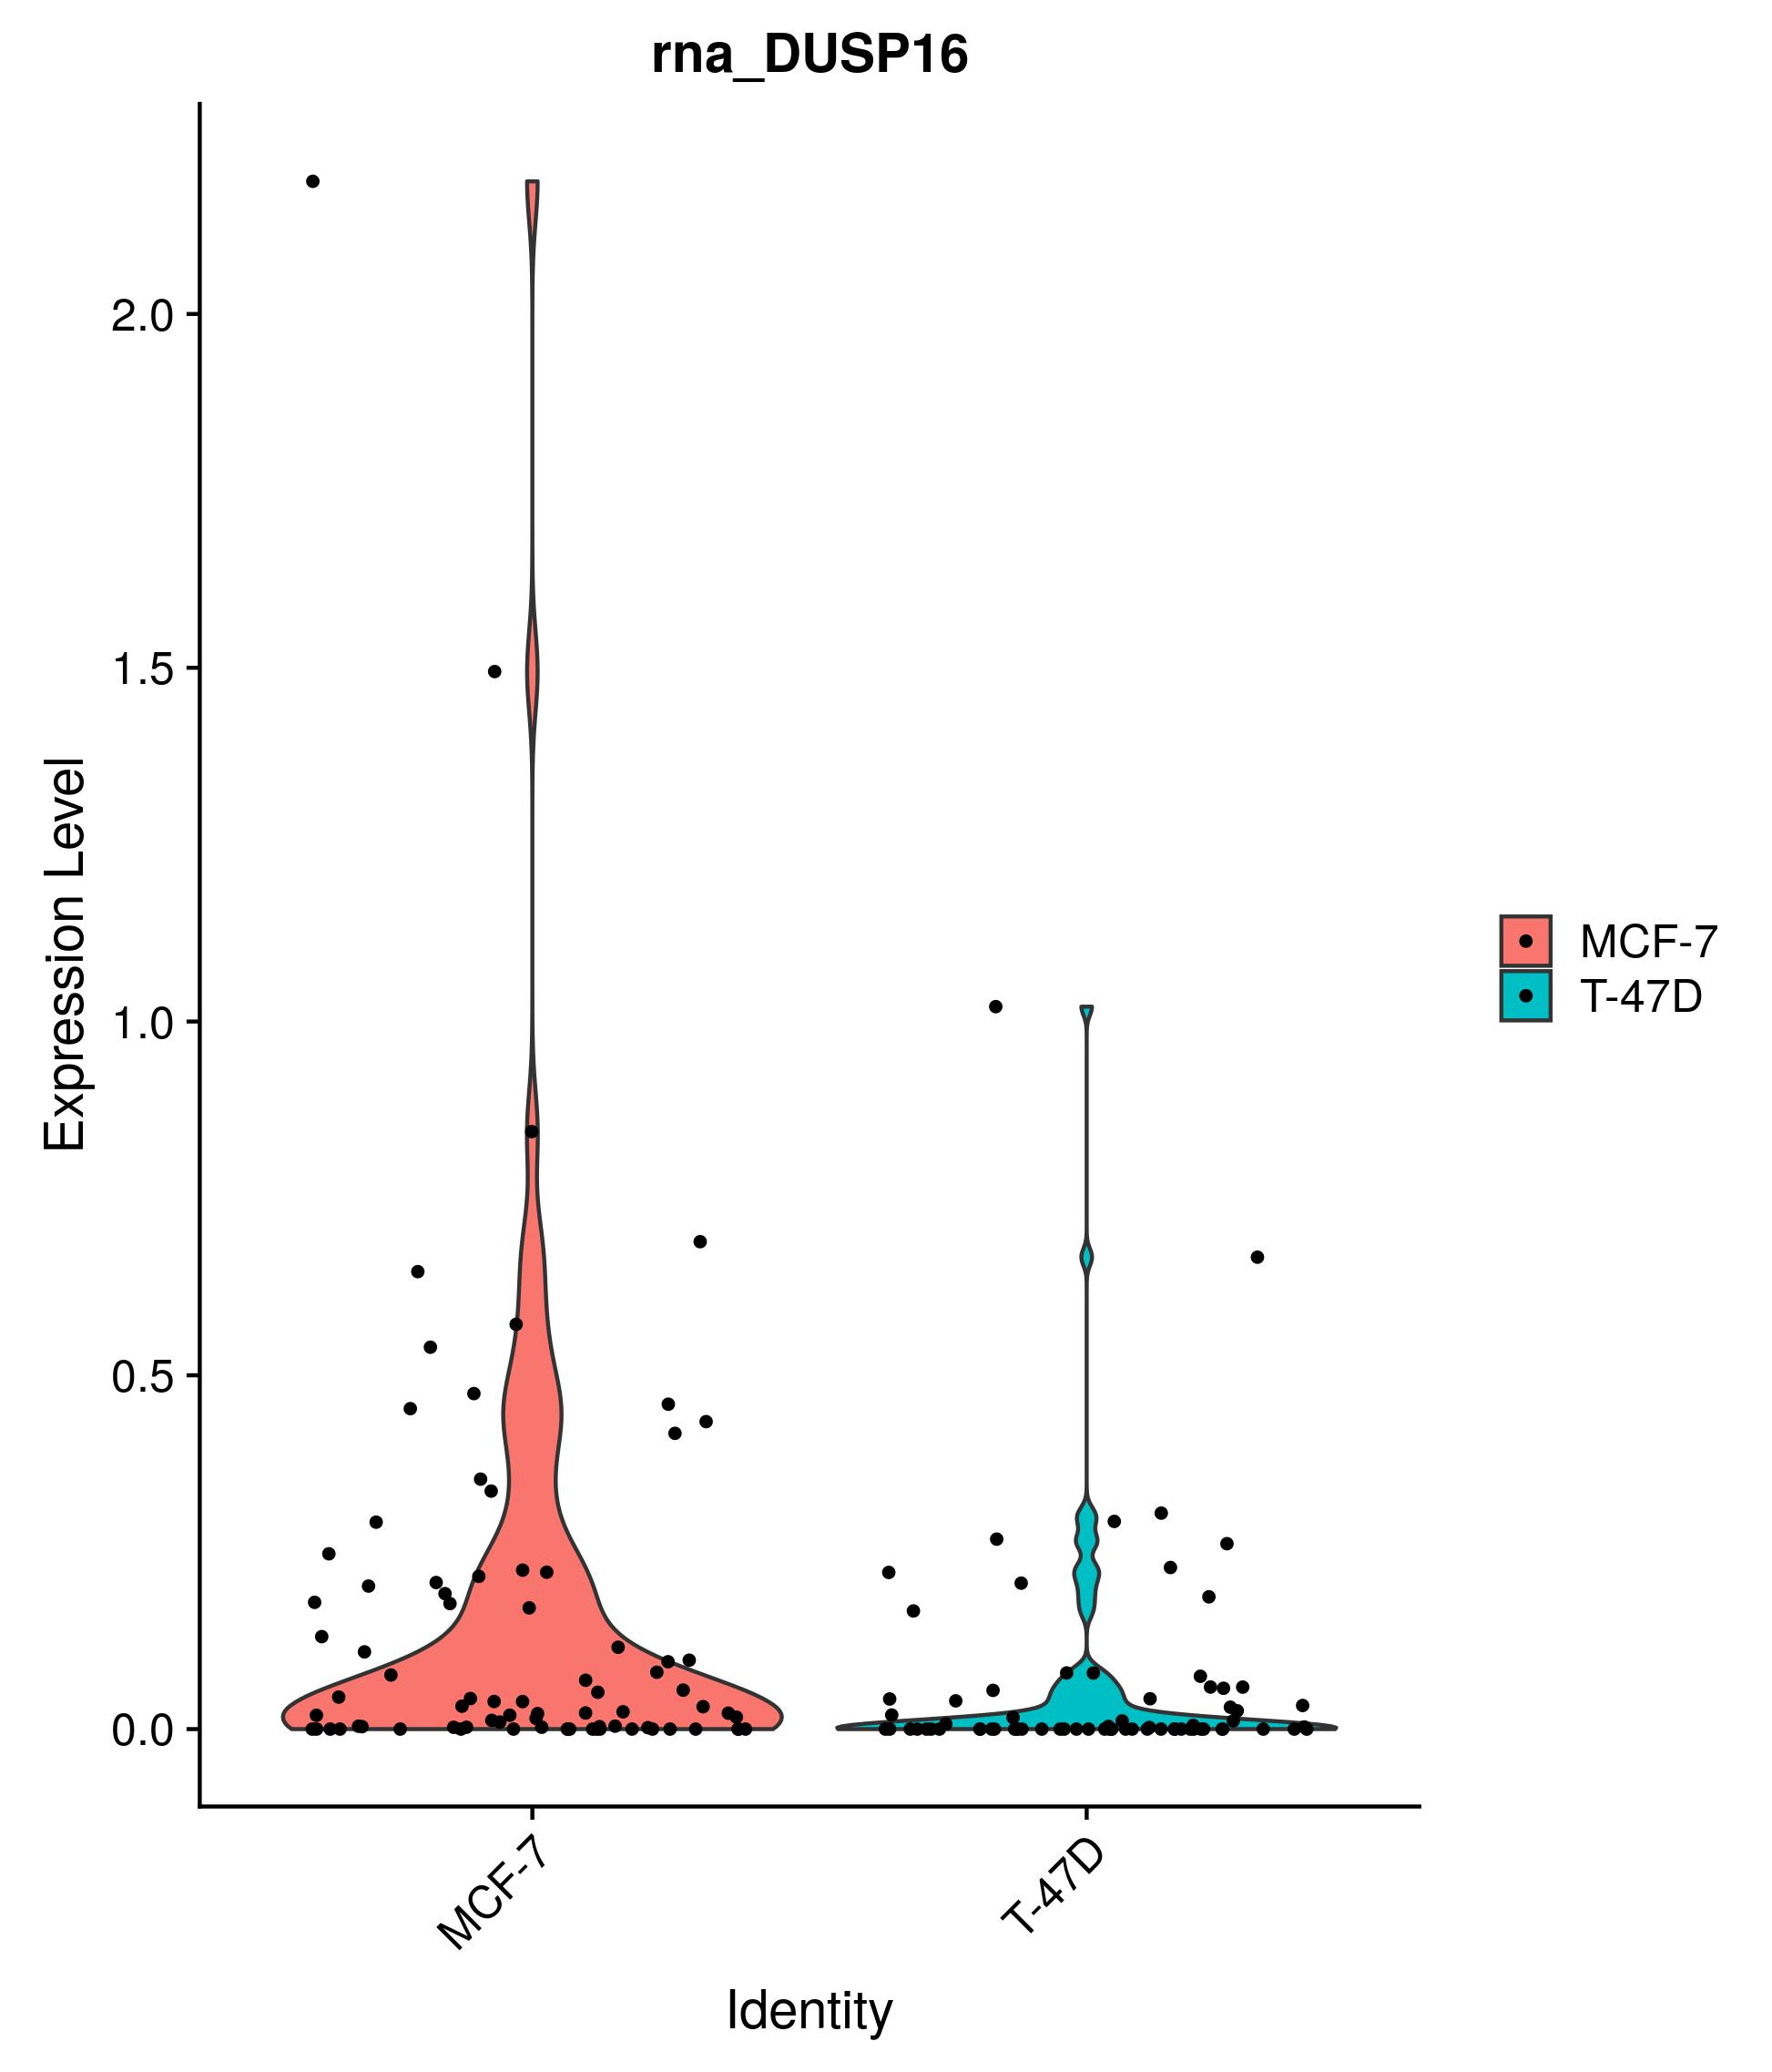 rna_DUSP16
Expression Level
2.0
1.5
1.0
0.5
0.0
MCF-7
T-47D
Identity
MCF-7
T-47D